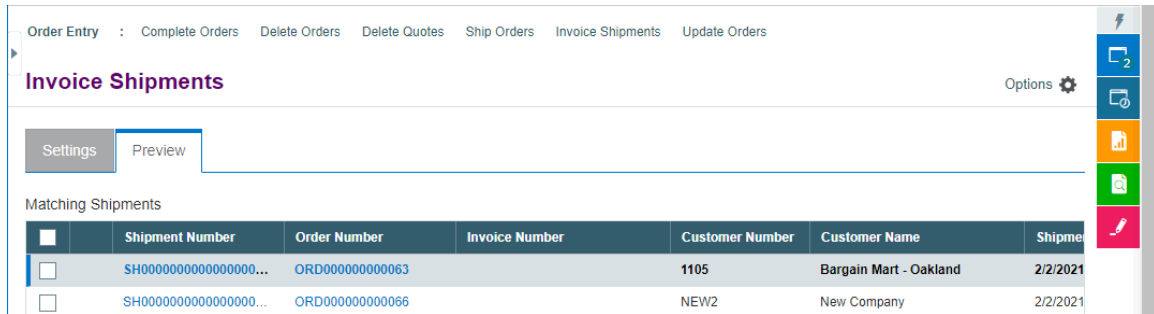 Order Entry : Complete Orders Delete Orders Delete Quotes Ship Orders Invoice Shipments Update Orders
2
Invoice Shipments Options
Settings Preview
Matching Shipments
Shipment Number Order Number Invoice Number Customer Number Customer Name Shipme
SH0000000000000000... ORD000000000063 1105 Bargain Mart - Oakland 2/2/2021
SH0000000000000000... ORD000000000066 NEW2 New Company 2/2/2021